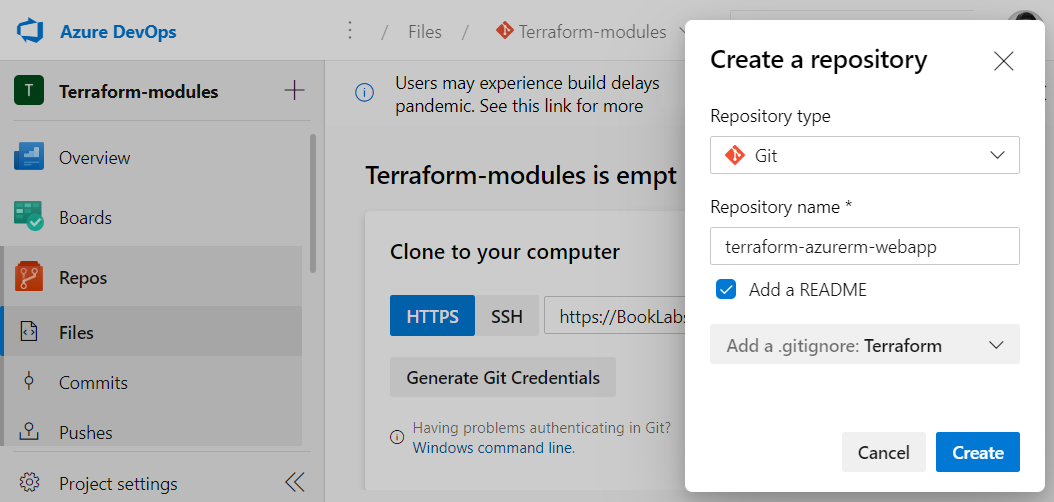 Azure DevOps
/ Files / Terraform-modules
T Terraform-modules
Overview
Boards
Repos
Files
Commits
Pushes
Project settings
Users may experience build delays
pandemic. See this link for more
Terraform-modules is empt
Clone to your computer
HTTPS SSH https://BookLabs
Generate Git Credentials
Having problems authenticating in Git?
Windows command line.
Create a repository
Repository type
Git
Repository name *
terraform-azurerm-webapp
Add a README
Add a .gitignore: Terraform
Cancel Create